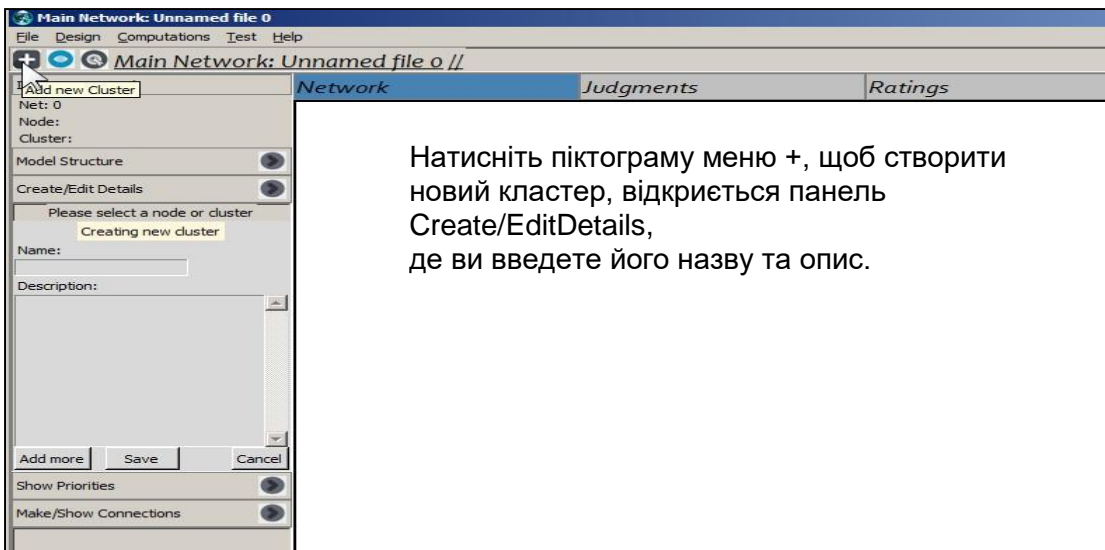 Main Network: Unnamed file 0
File Design Computations Test Help
Main Network: Unnamed file 0 //
Add new Cluster
Network Judgments Ratings
Net: 0
Node:
Cluster:
Model Structure
Create/Edit Details
Please select a node or cluster
Creating new cluster
Name:
Description:
Add more Save Cancel
Show Priorities
Make/Show Connections
Натисніть піктограму меню +, щоб створити
новий кластер, відкриється панель
Create/EditDetails,
де ви введете його назву та опис.